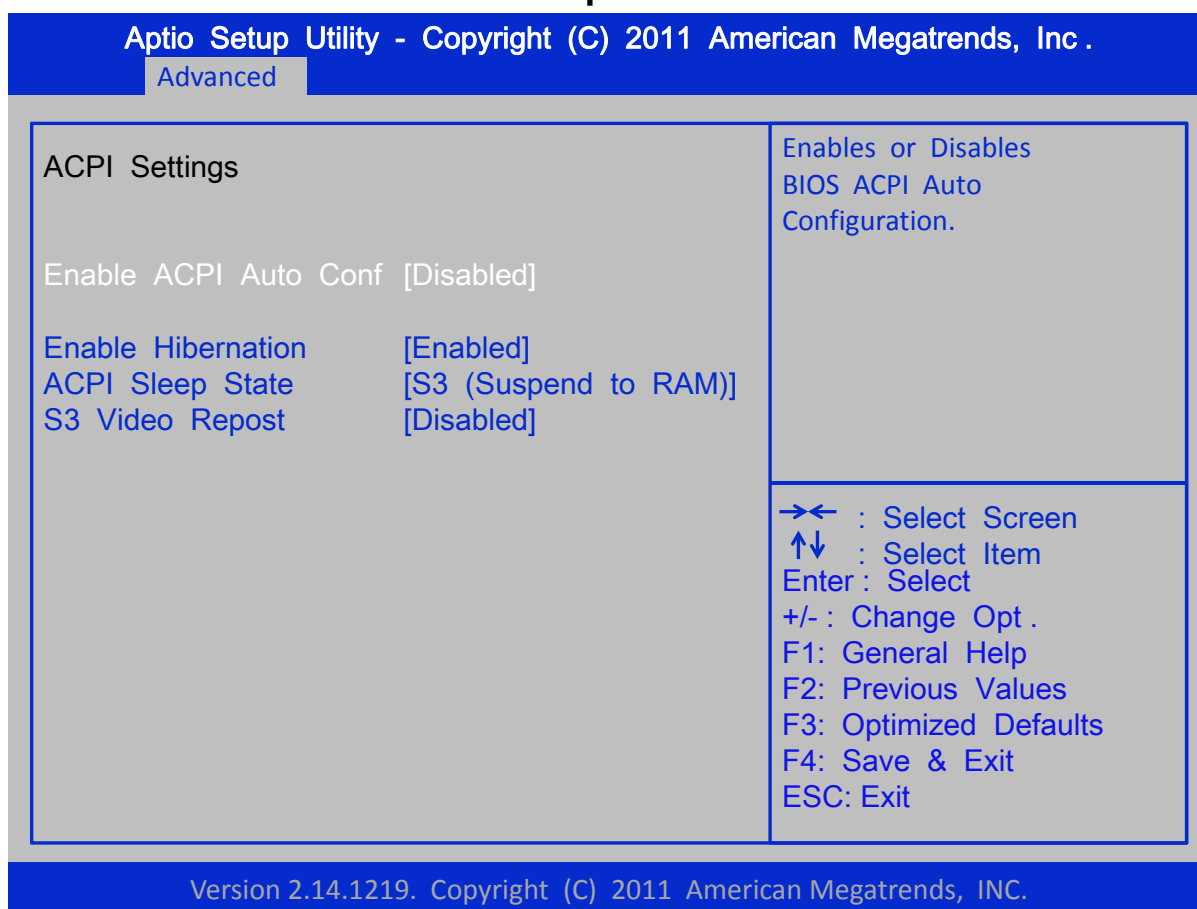 Aptio Setup Utility - Copyright (C) 2011 American Megatrends, Inc .
Advanced
ACPI Settings
Enable ACPI Auto Conf [Disabled]
Enable Hibernation [Enabled]
ACPI Sleep State [S3 (Suspend to RAM)]
S3 Video Repost [Disabled]
Enables or Disables
BIOS ACPI Auto
Configuration.
→← : Select Screen
↑↓ : Select Item
Enter : Select
+/- : Change Opt .
F1: General Help
F2: Previous Values
F3: Optimized Defaults
F4: Save & Exit
ESC: Exit
Version 2.14.1219. Copyright (C) 2011 American Megatrends, INC.